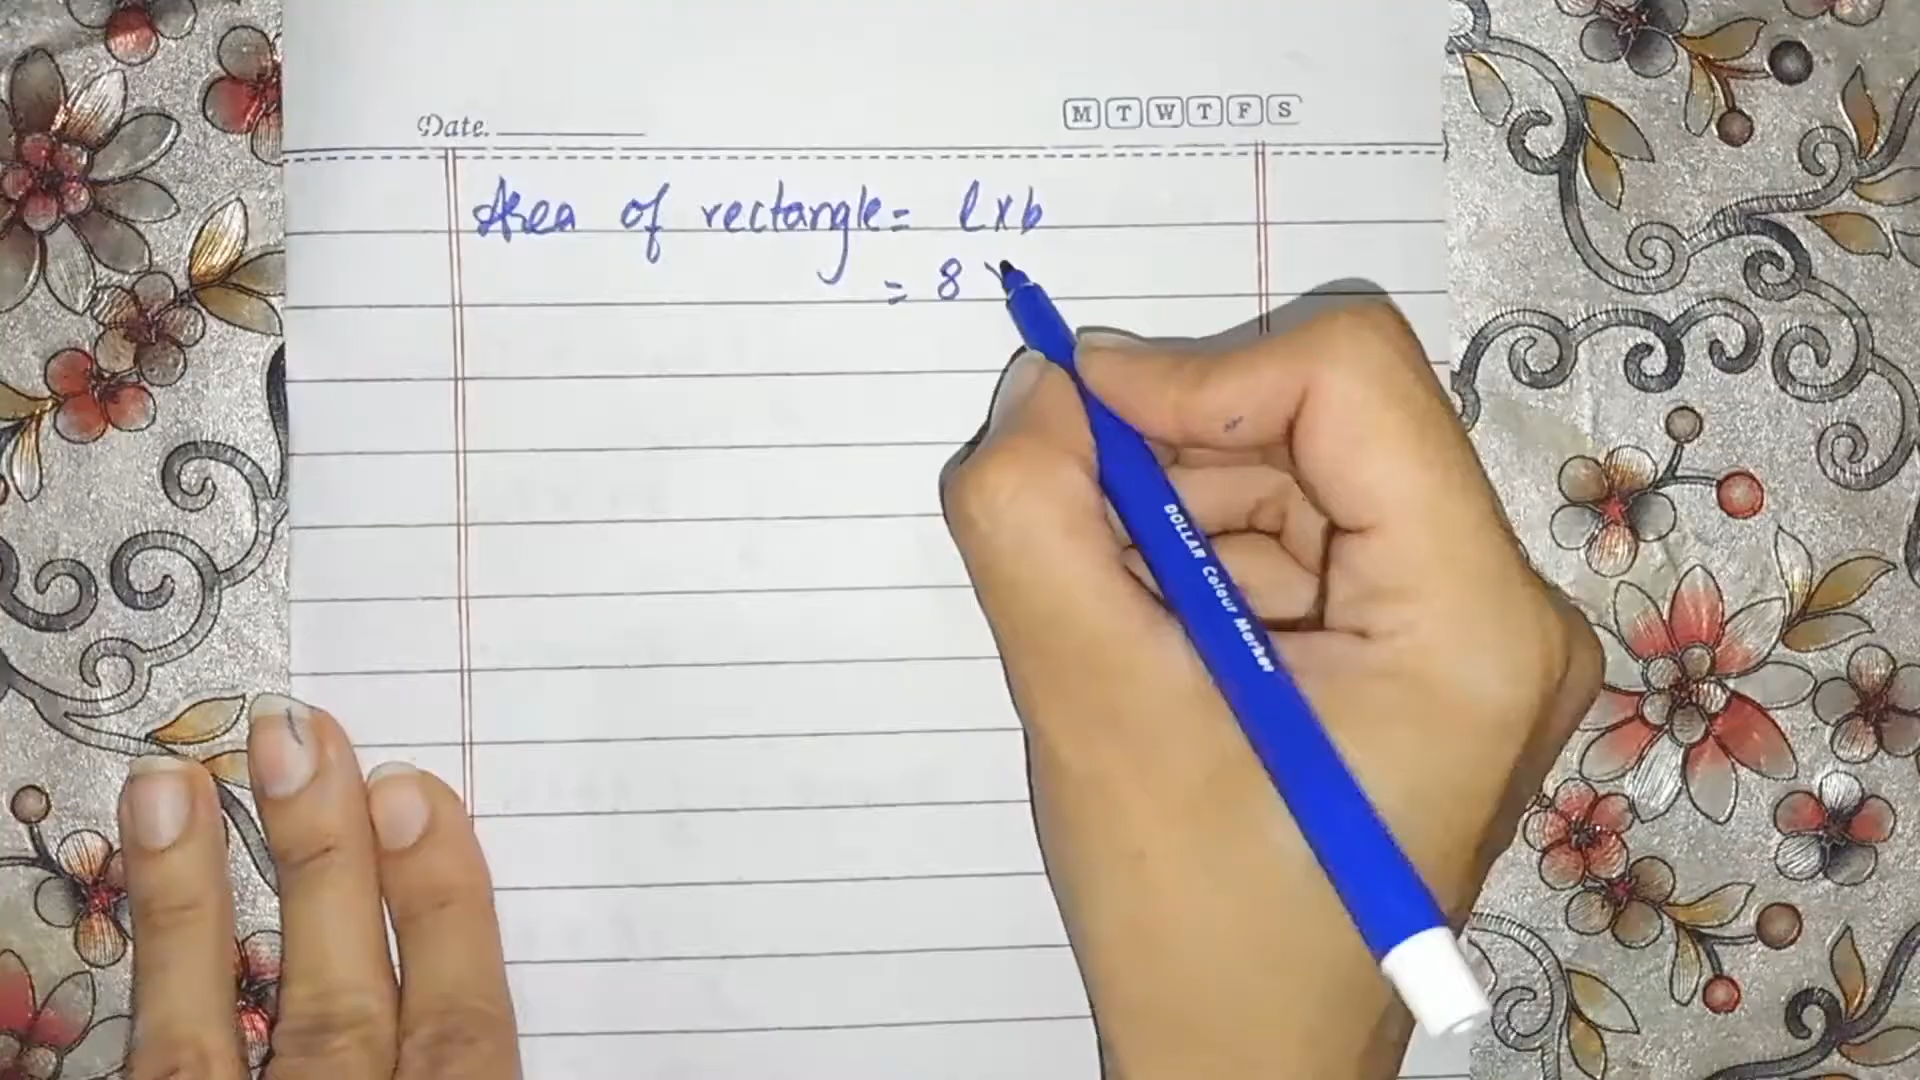 Date.
M T W T F S
Area of rectangle = l×b
= 8
DOLLAR Colour Marker